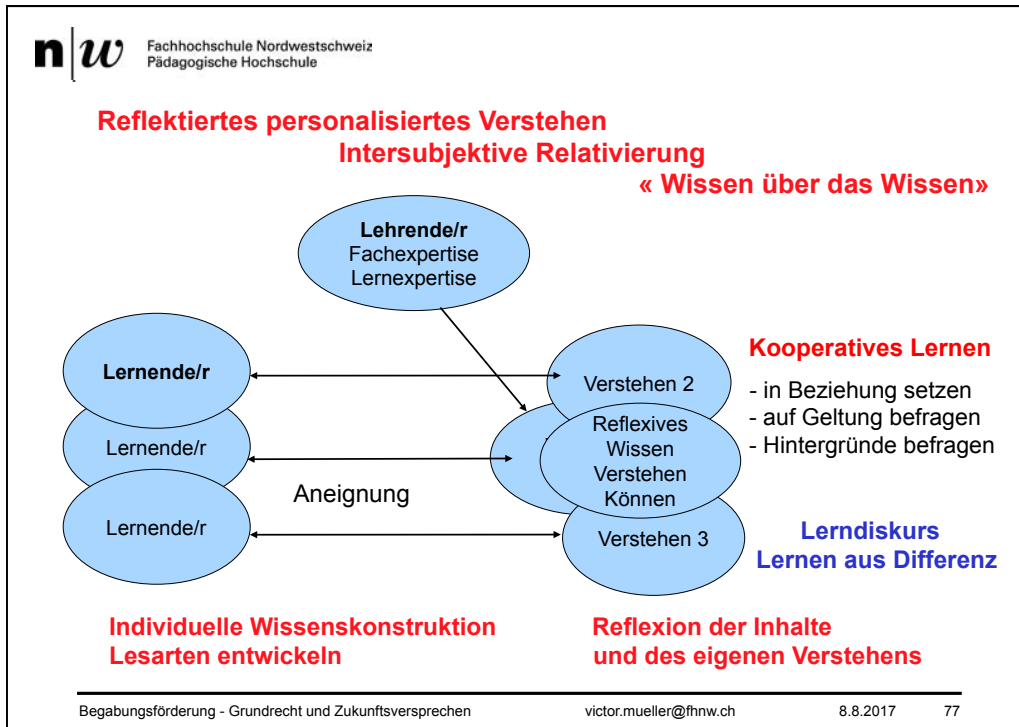 n|w Fachhochschule Nordwestschweiz
Pädagogische Hochschule
Reflektiertes personalisiertes Verstehen
Intersubjektive Relativierung
« Wissen über das Wissen»
Lehrende/r
Fachexpertise
Lernexpertise
Lernende/r
Lernende/r
Lernende/r
Aneignung
Verstehen 2
Reflexives
Wissen
Verstehen
Können
Verstehen 3
Kooperatives Lernen
- in Beziehung setzen
- auf Geltung befragen
- Hintergründe befragen
Lerndiskurs
Lernen aus Differenz
Individuelle Wissenskonstruktion
Lesarten entwickeln
Reflexion der Inhalte
und des eigenen Verstehens
Begabungsförderung - Grundrecht und Zukunftsversprechen victor.mueller@fhnw.ch 8.8.2017 77